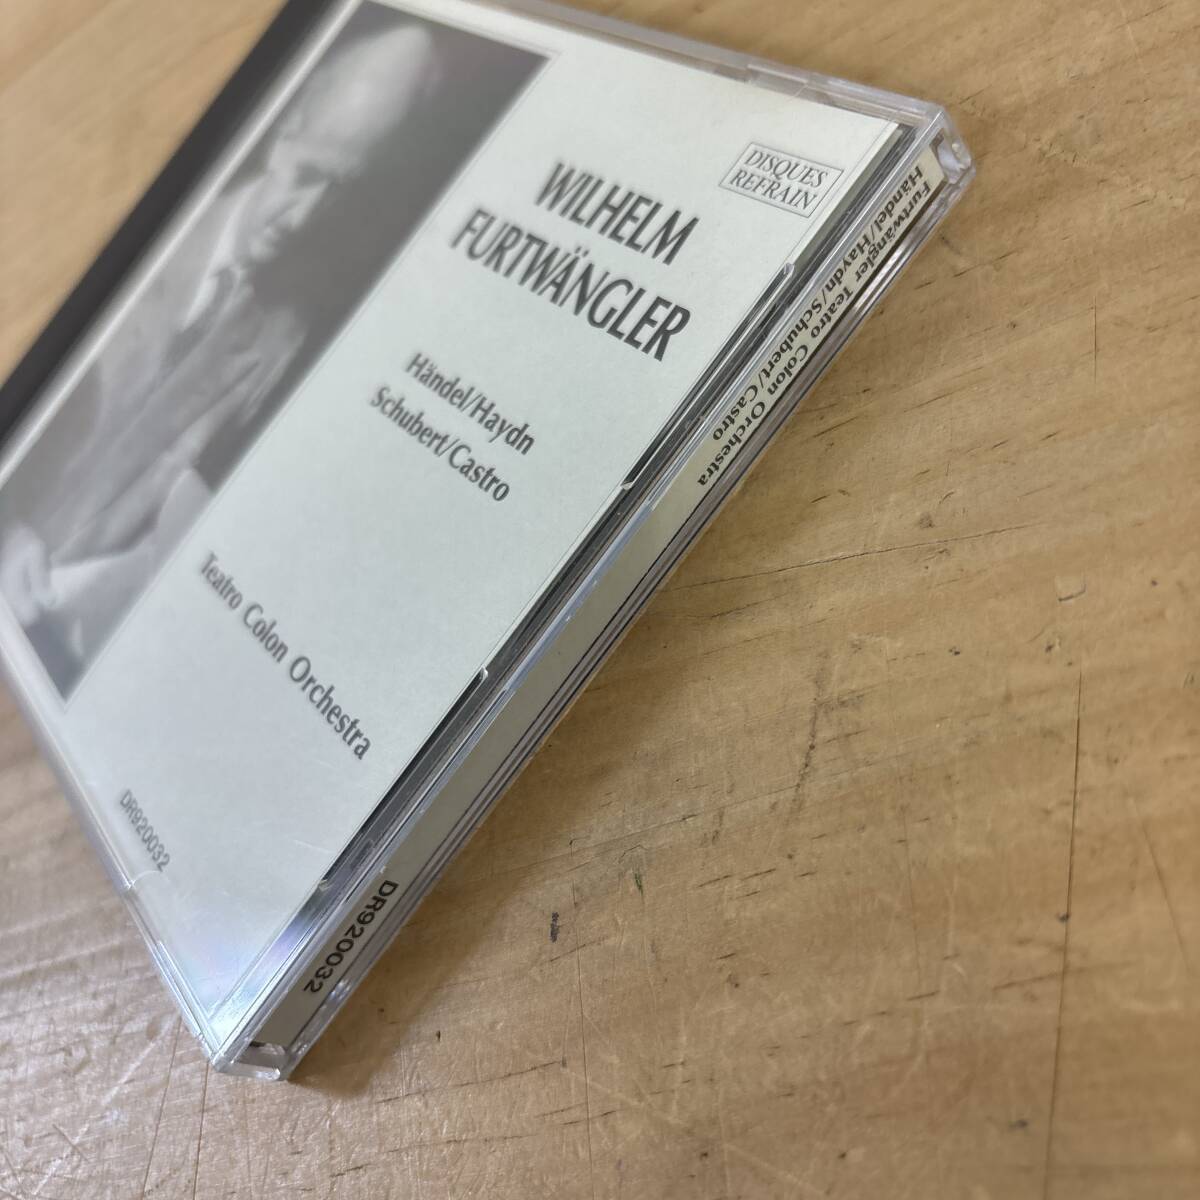 DISQUES
REFRAIN
WILHELM
FURTWÄNGLER
Händel/Haydn
Schubert/Castro
Teatro Colon Orchestra
DR920032
Furtwängler Teatro Colon Orchestra
Händel/Haydn/Schubert/Castro
DR920032